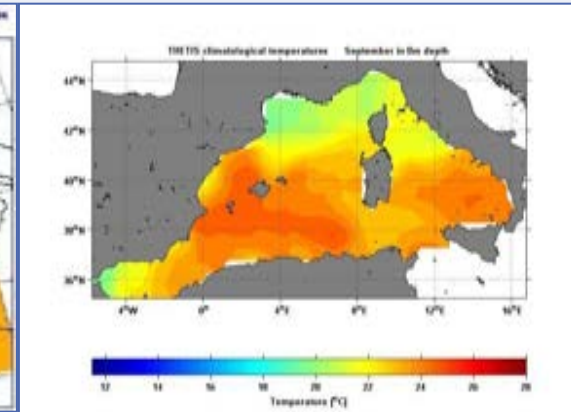 THETIS climatological temperatures September in 0m depth
44°N
42°N
40°N
38°N
36°N
4°W 0° 4°E 8°E 12°E 16°E
12 14 16 18 20 22 24 26 28
Temperature (°C)